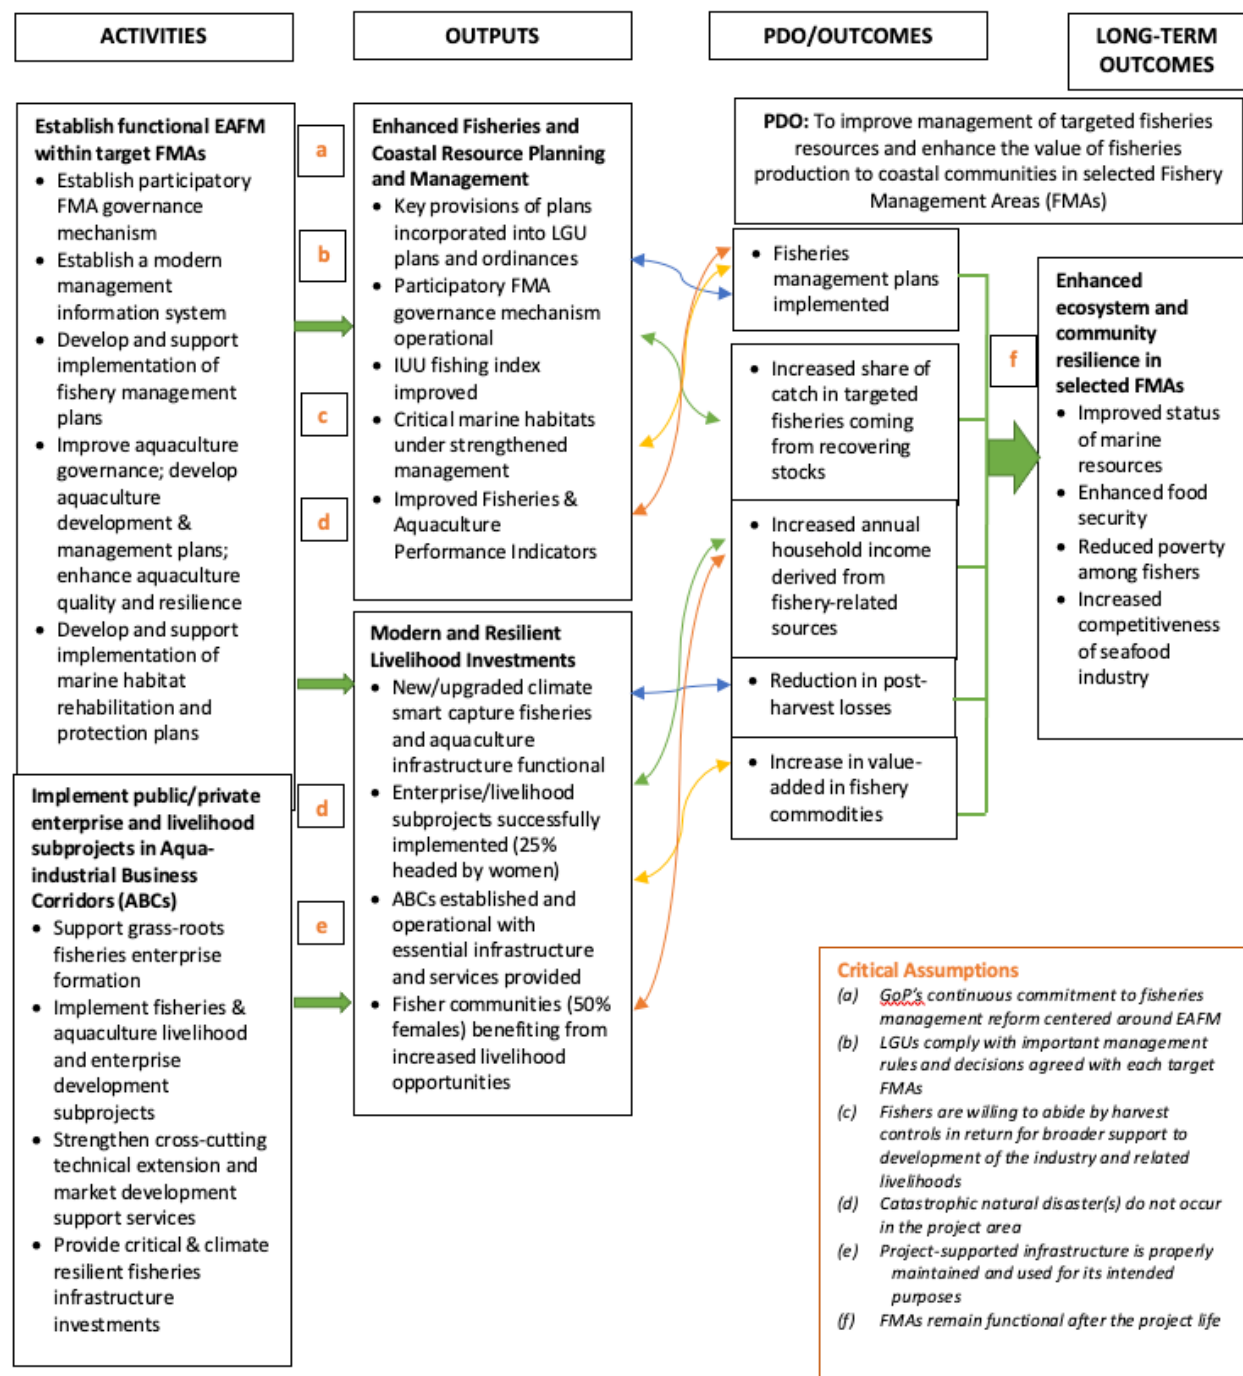 ACTIVITIES
OUTPUTS
PDO/OUTCOMES
LONG-TERM
OUTCOMES
Establish functional EAFM
within target FMAs
• Establish participatory
FMA governance
mechanism
• Establish a modern
management
information system
• Develop and support
implementation of
fishery management
plans
• Improve aquaculture
governance; develop
aquaculture
development &
management plans;
enhance aquaculture
quality and resilience
• Develop and support
implementation of
marine habitat
rehabilitation and
protection plans
Implement public/private
enterprise and livelihood
subprojects in Aqua-
industrial Business
Corridors (ABCs)
• Support grass-roots
fisheries enterprise
formation
• Implement fisheries &
aquaculture livelihood
and enterprise
development
subprojects
• Strengthen cross-cutting
technical extension and
market development
support services
• Provide critical & climate
resilient fisheries
infrastructure
investments
a
b
c
d
d
e
Enhanced Fisheries and
Coastal Resource Planning
and Management
• Key provisions of plans
incorporated into LGU
plans and ordinances
• Participatory FMA
governance mechanism
operational
• IUU fishing index
improved
• Critical marine habitats
under strengthened
management
• Improved Fisheries &
Aquaculture
Performance Indicators
Modern and Resilient
Livelihood Investments
• New/upgraded climate
smart capture fisheries
and aquaculture
infrastructure functional
• Enterprise/livelihood
subprojects successfully
implemented (25%
headed by women)
• ABCs established and
operational with
essential infrastructure
and services provided
• Fisher communities (50%
females) benefiting from
increased livelihood
opportunities
PDO: To improve management of targeted fisheries
resources and enhance the value of fisheries
production to coastal communities in selected Fishery
Management Areas (FMAs)
• Fisheries
management plans
implemented
• Increased share of
catch in targeted
fisheries coming
from recovering
stocks
• Increased annual
household income
derived from
fishery-related
sources
• Reduction in post-
harvest losses
• Increase in value-
added in fishery
commodities
f
Enhanced
ecosystem and
community
resilience in
selected FMAs
• Improved status
of marine
resources
• Enhanced food
security
• Reduced poverty
among fishers
• Increased
competitiveness
of seafood
industry
Critical Assumptions
(a) GoP's continuous commitment to fisheries
management reform centered around EAFM
(b) LGUs comply with important management
rules and decisions agreed with each target
FMAs
(c) Fishers are willing to abide by harvest
controls in return for broader support to
development of the industry and related
livelihoods
(d) Catastrophic natural disaster(s) do not occur
in the project area
(e) Project-supported infrastructure is properly
maintained and used for its intended
purposes
(f) FMAs remain functional after the project life